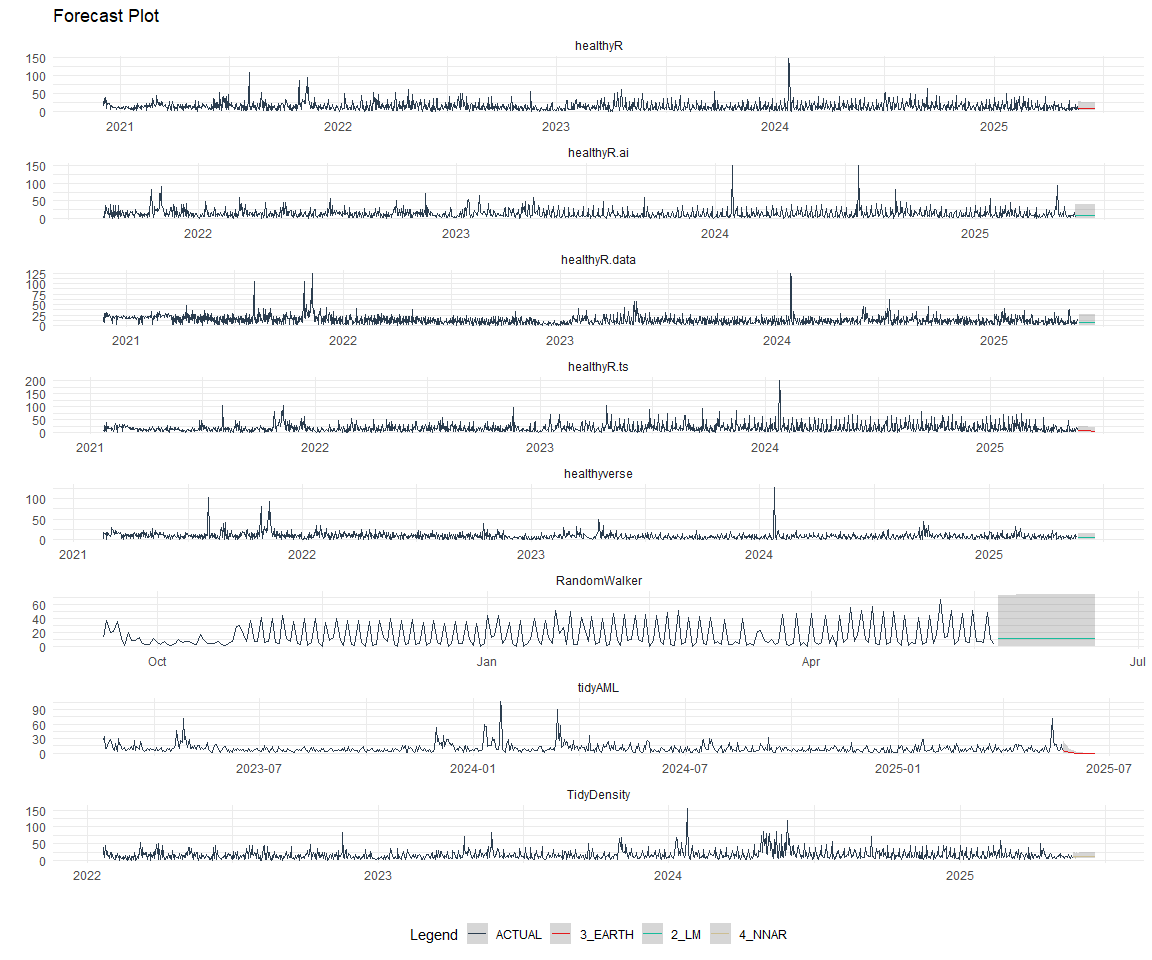 Forecast Plot
healthyR
150
100
50
0
2021 2022 2023 2024 2025
healthyR.ai
150
100
50
0
2022 2023 2024 2025
healthyR.data
125
100
75
50
25
0
2021 2022 2023 2024 2025
healthyR.ts
200
150
100
50
0
2021 2022 2023 2024 2025
healthyverse
100
50
0
2021 2022 2023 2024 2025
RandomWalker
60
40
20
0
Oct Jan Apr Jul
tidyAML
90
60
30
0
2023-07 2024-01 2024-07 2025-01 2025-07
TidyDensity
150
100
50
0
2022 2023 2024 2025
Legend ACTUAL 3_EARTH 2_LM 4_NNAR